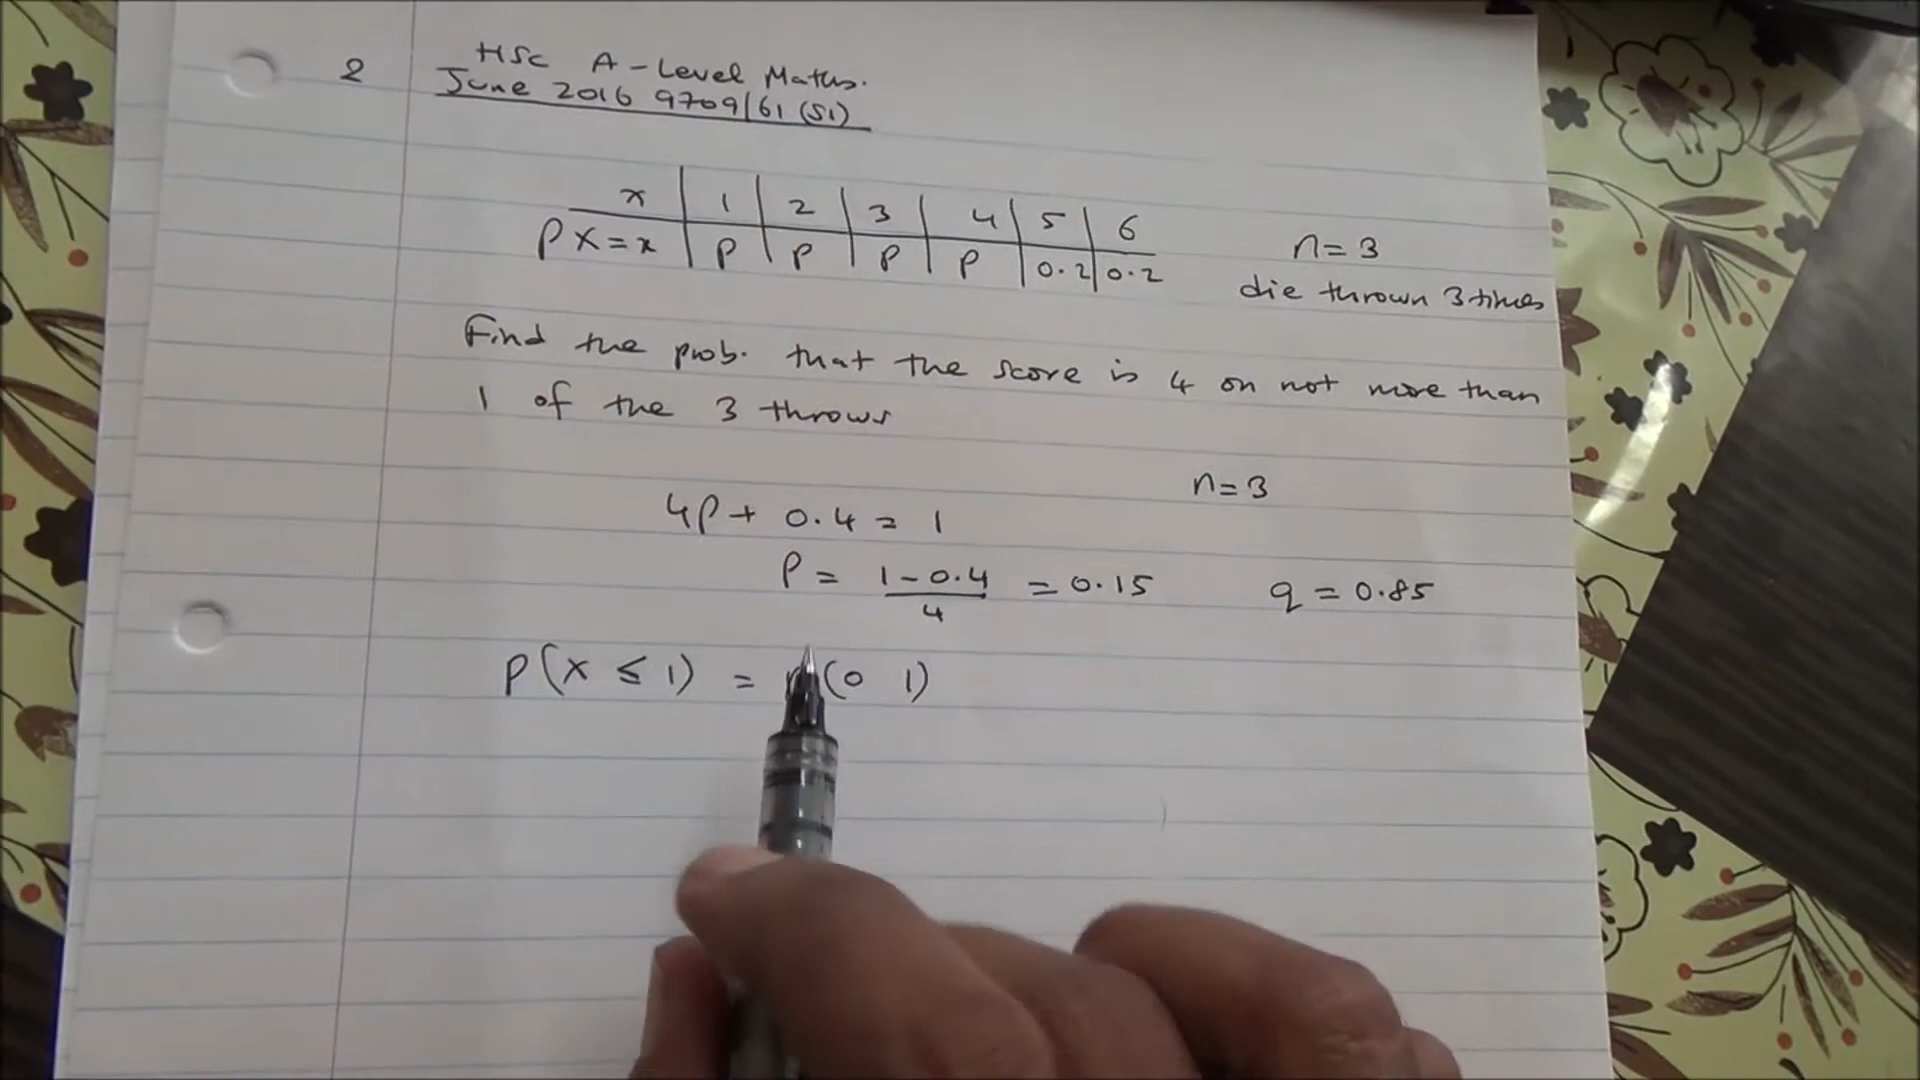 2
HSC A-Level Maths.
June 2016 9709/61 (S1)
x 1 2 3 4 5 6
P X=x p p p p 0.2 0.2
n=3
die thrown 3 times
Find the prob. that the score is 4 on not more than
1 of the 3 throws
n=3
4p + 0.4 = 1
p = 1-0.4 / 4 = 0.15
q = 0.85
P(x ≤ 1) = (0 1)